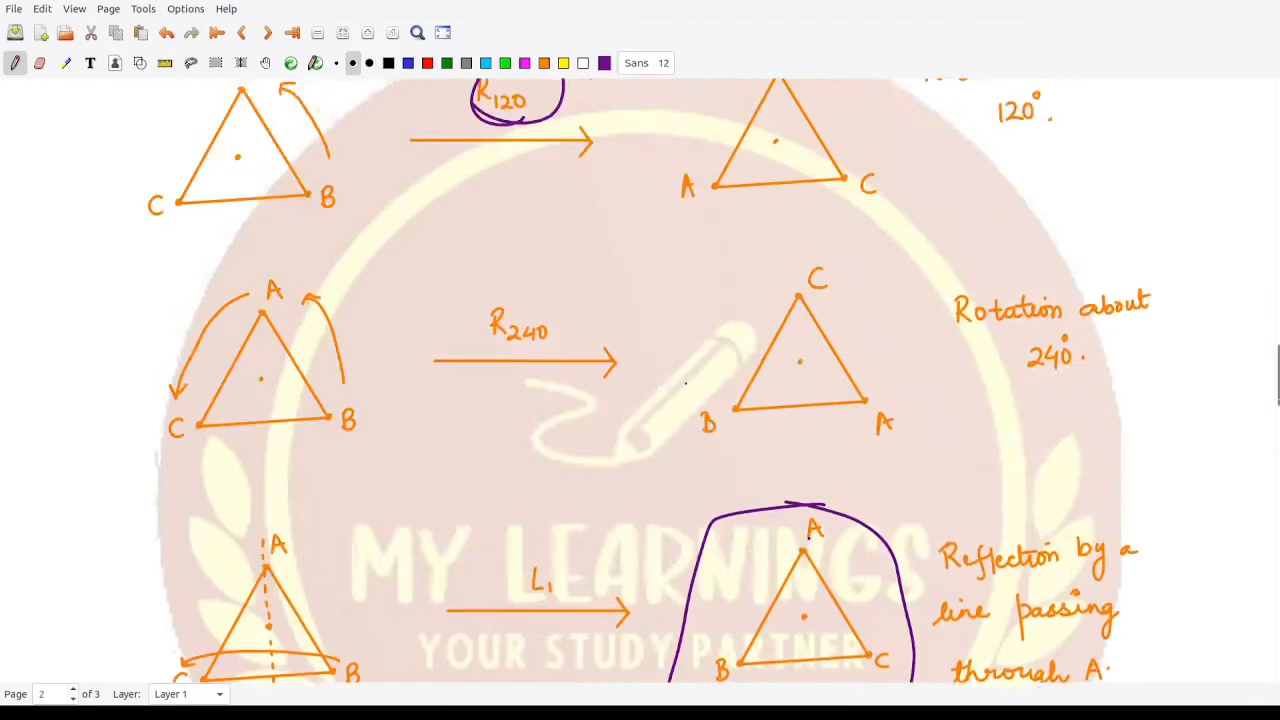 File Edit View Page Journal Tools Options Help
Sans 12
R120
120°.
C
B
A
C
A
C
B
R240
C
B
A
Rotation about
240°.
A
C
B
L1
A
B
C
Reflection by a
line passing
through A.
MY LEARNINGS
YOUR STUDY PARTNER
Page 2 of 3 Layer: Layer 1